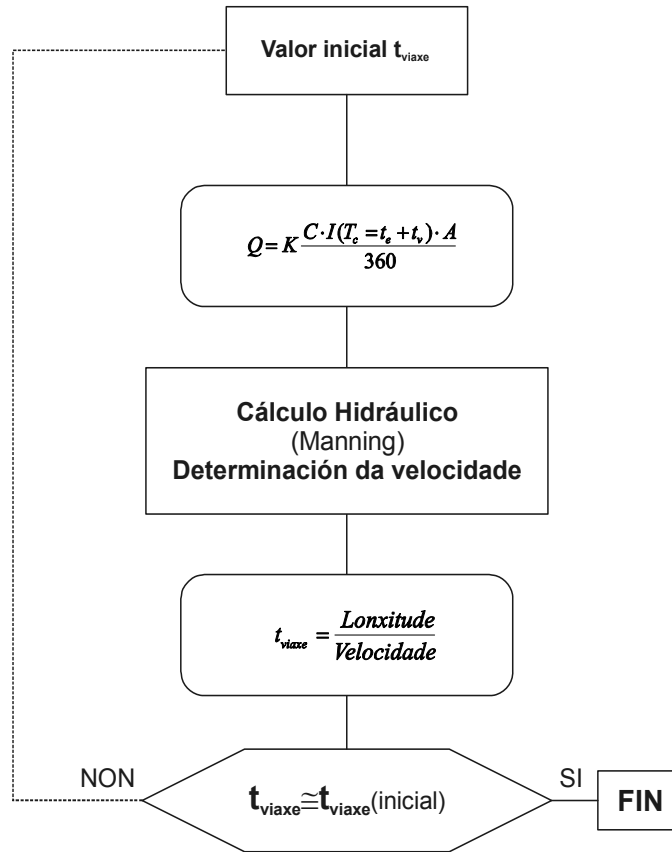 Valor inicial t_viaxe
Q = K C·I(T_c = t_e + t_v)·A / 360
Cálculo Hidráulico
(Manning)
Determinación da velocidade
t_viaxe = Lonxitude / Velocidade
NON
t_viaxe ≅ t_viaxe (inicial)
SI
FIN